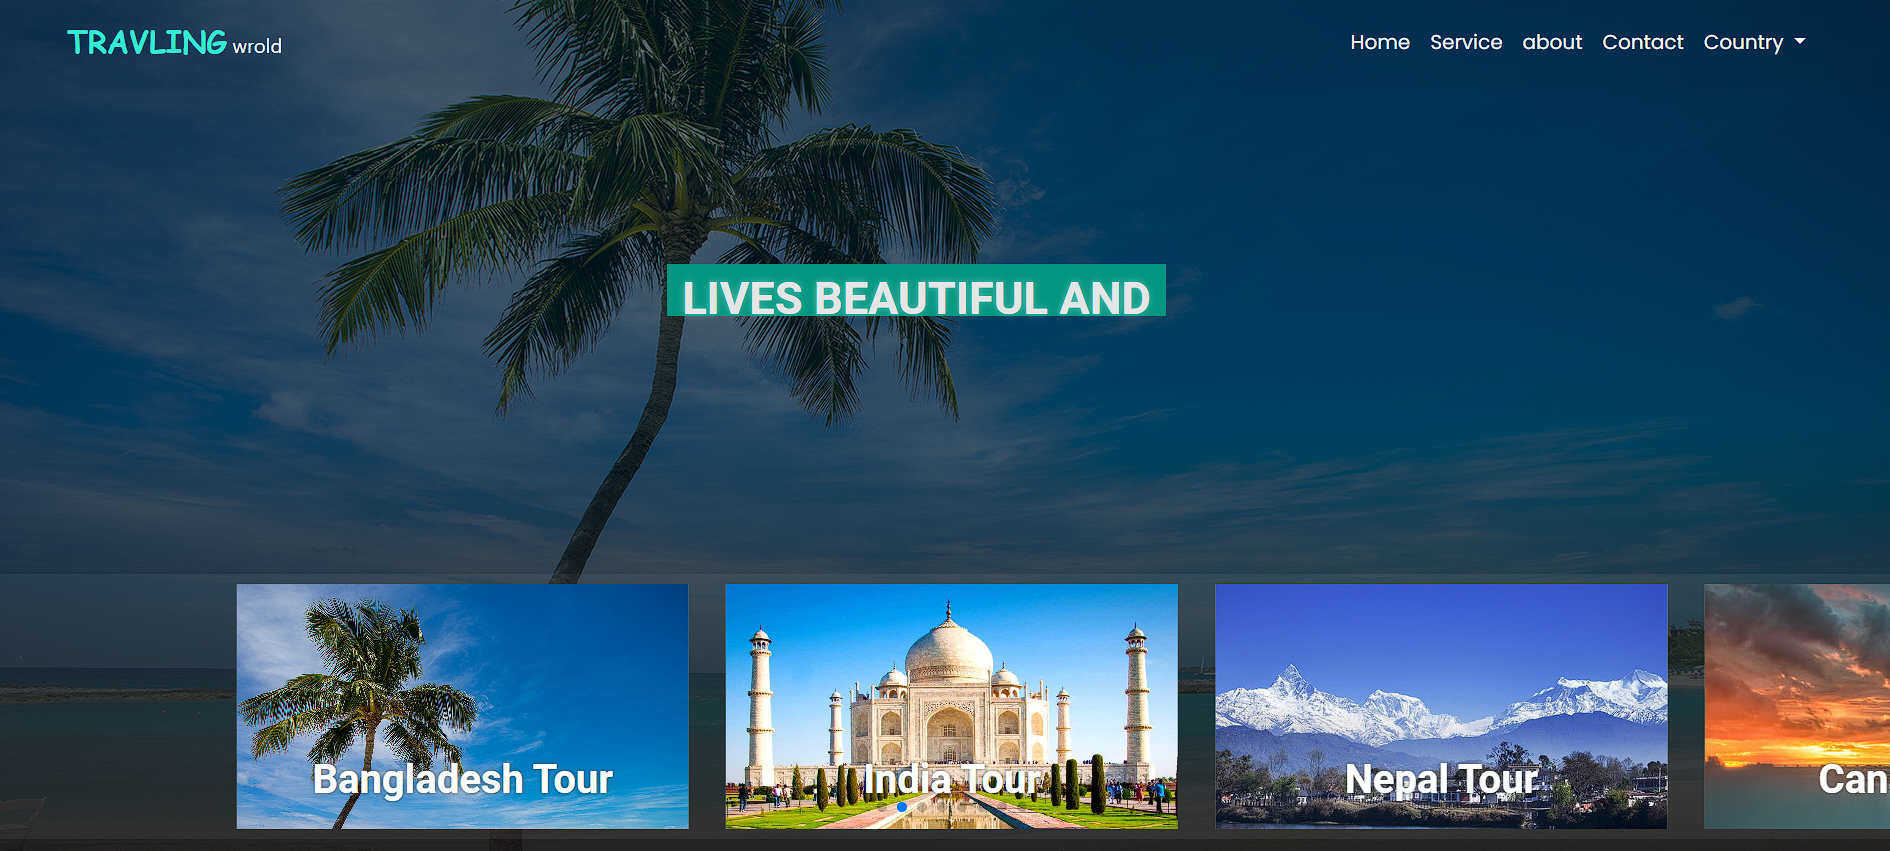 TRAVLING wrold
Home Service about Contact Country
LIVES BEAUTIFUL AND
Bangladesh Tour
India Tour
Nepal Tour
Can